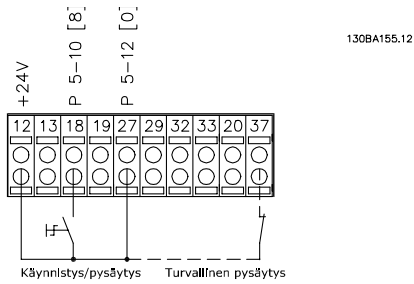 130BA155.12
+24V
P 5-10 [8]
P 5-12 [0]
12 13 18 19 27 29 32 33 20 37
Käynnistys/pysäytys Turvallinen pysäytys